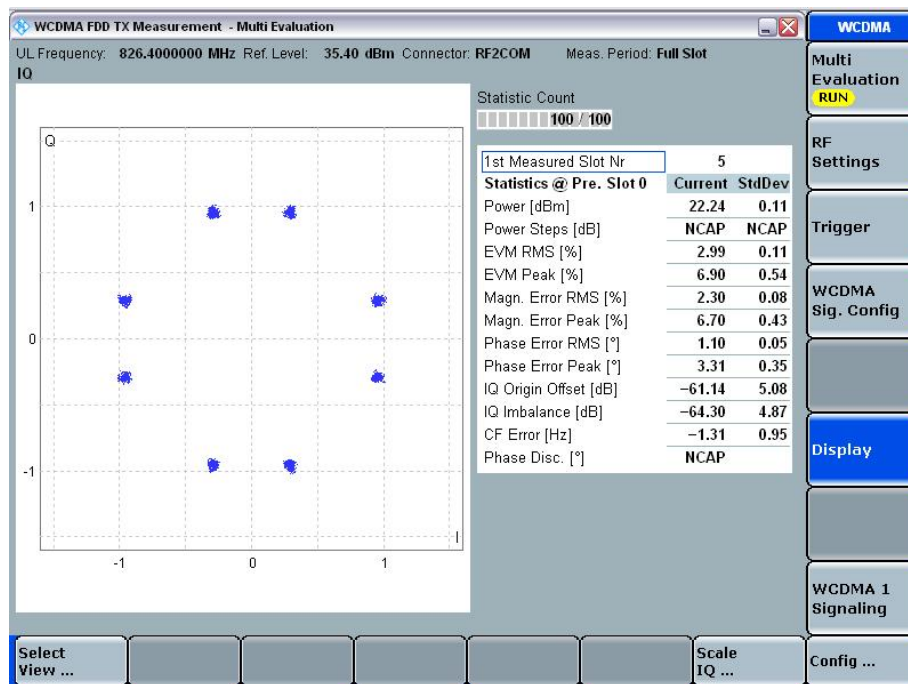 WCDMA FDD TX Measurement - Multi Evaluation
WCDMA
UL Frequency: 826.4000000 MHz Ref. Level: 35.40 dBm Connector: RF2COM Meas. Period: Full Slot
IQ
Statistic Count
100 / 100
Q
1
0
-1
-1 0 1
I
1st Measured Slot Nr 5
Statistics @ Pre. Slot 0 Current StdDev
Power [dBm] 22.24 0.11
Power Steps [dB] NCAP NCAP
EVM RMS [%] 2.99 0.11
EVM Peak [%] 6.90 0.54
Magn. Error RMS [%] 2.30 0.08
Magn. Error Peak [%] 6.70 0.43
Phase Error RMS [°] 1.10 0.05
Phase Error Peak [°] 3.31 0.35
IQ Origin Offset [dB] −61.14 5.08
IQ Imbalance [dB] −64.30 4.87
CF Error [Hz] −1.31 0.95
Phase Disc. [°] NCAP
Multi
Evaluation
RUN
RF
Settings
Trigger
WCDMA
Sig. Config
Display
WCDMA 1
Signaling
Select
View ...
Scale
IQ ...
Config ...